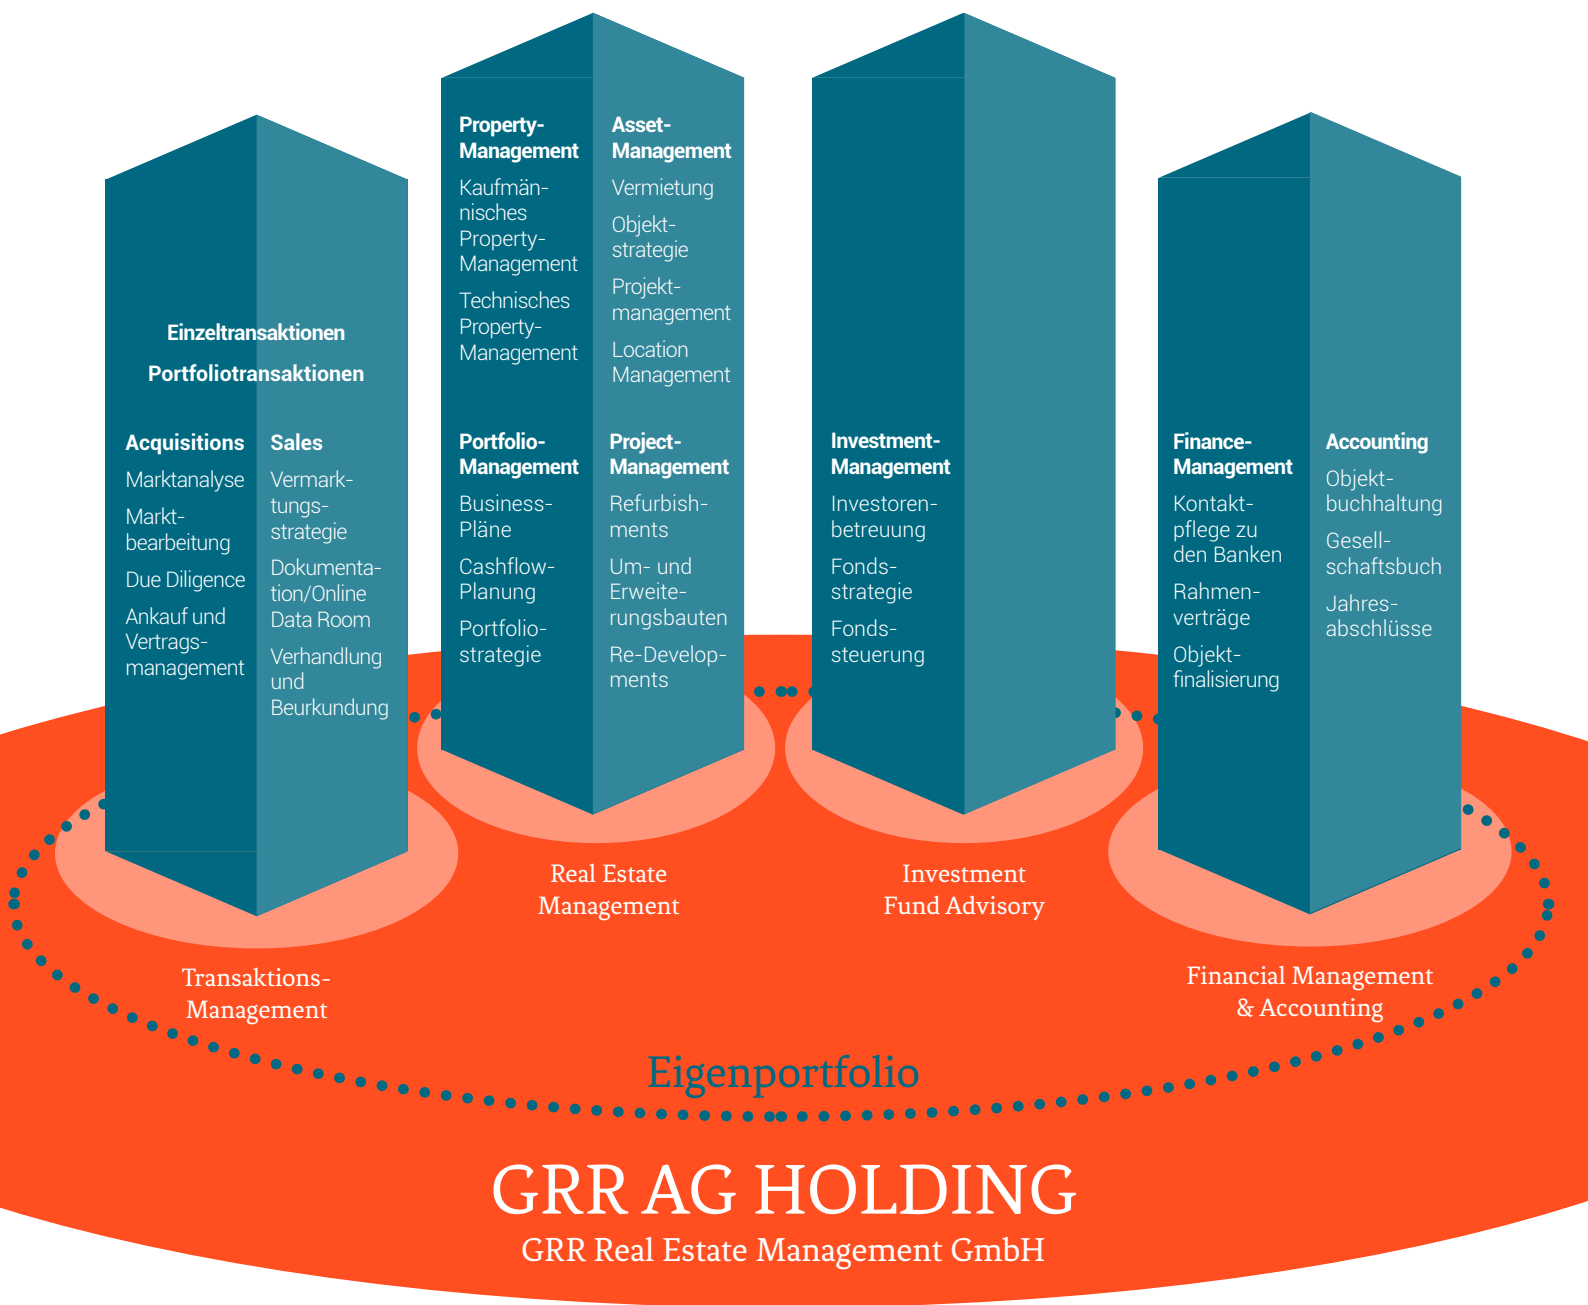 Einzeltransaktionen
Portfoliotransaktionen
Acquisitions
Marktanalyse
Markt-
bearbeitung
Due Diligence
Ankauf und
Vertrags-
management
Sales
Vermark-
tungs-
strategie
Dokumenta-
tion/Online
Data Room
Verhandlung
und
Beurkundung
Transaktions-
Management
Property-
Management
Kaufmän-
nisches
Property-
Management
Technisches
Property-
Management
Asset-
Management
Vermietung
Objekt-
strategie
Projekt-
management
Location
Management
Portfolio-
Management
Business-
Pläne
Cashflow-
Planung
Portfolio-
strategie
Project-
Management
Refurbish-
ments
Um- und
Erweite-
rungsbauten
Re-Develop-
ments
Real Estate
Management
Investment-
Management
Investoren-
betreuung
Fonds-
strategie
Fonds-
steuerung
Investment
Fund Advisory
Finance-
Management
Kontakt-
pflege zu
den Banken
Rahmen-
verträge
Objekt-
finalisierung
Accounting
Objekt-
buchhaltung
Gesell-
schaftsbuch
Jahres-
abschlüsse
Financial Management
& Accounting
Eigenportfolio
GRR AG HOLDING
GRR Real Estate Management GmbH